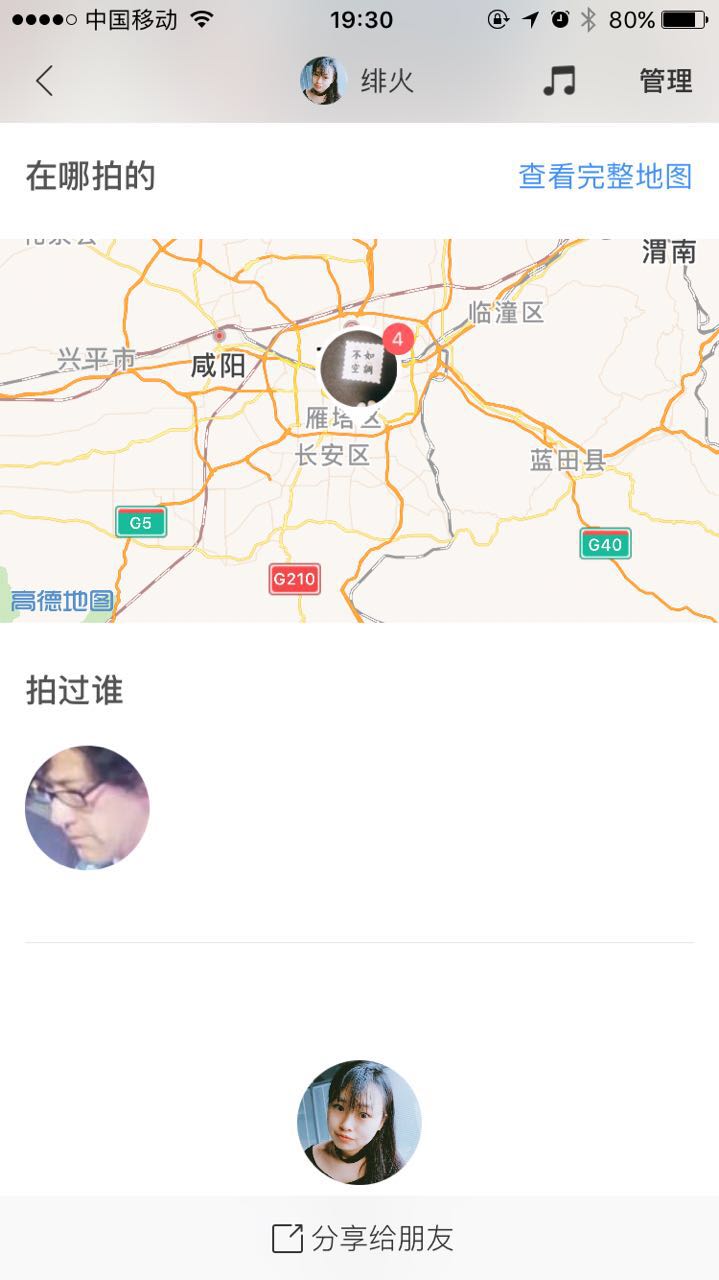 中国移动
19:30
80%
绯火
管理
在哪拍的
查看完整地图
渭南
临潼区
兴平市
咸阳
4
不如
空調
雁塔区
长安区
蓝田县
G5
G40
G210
高德地图
拍过谁
分享给朋友